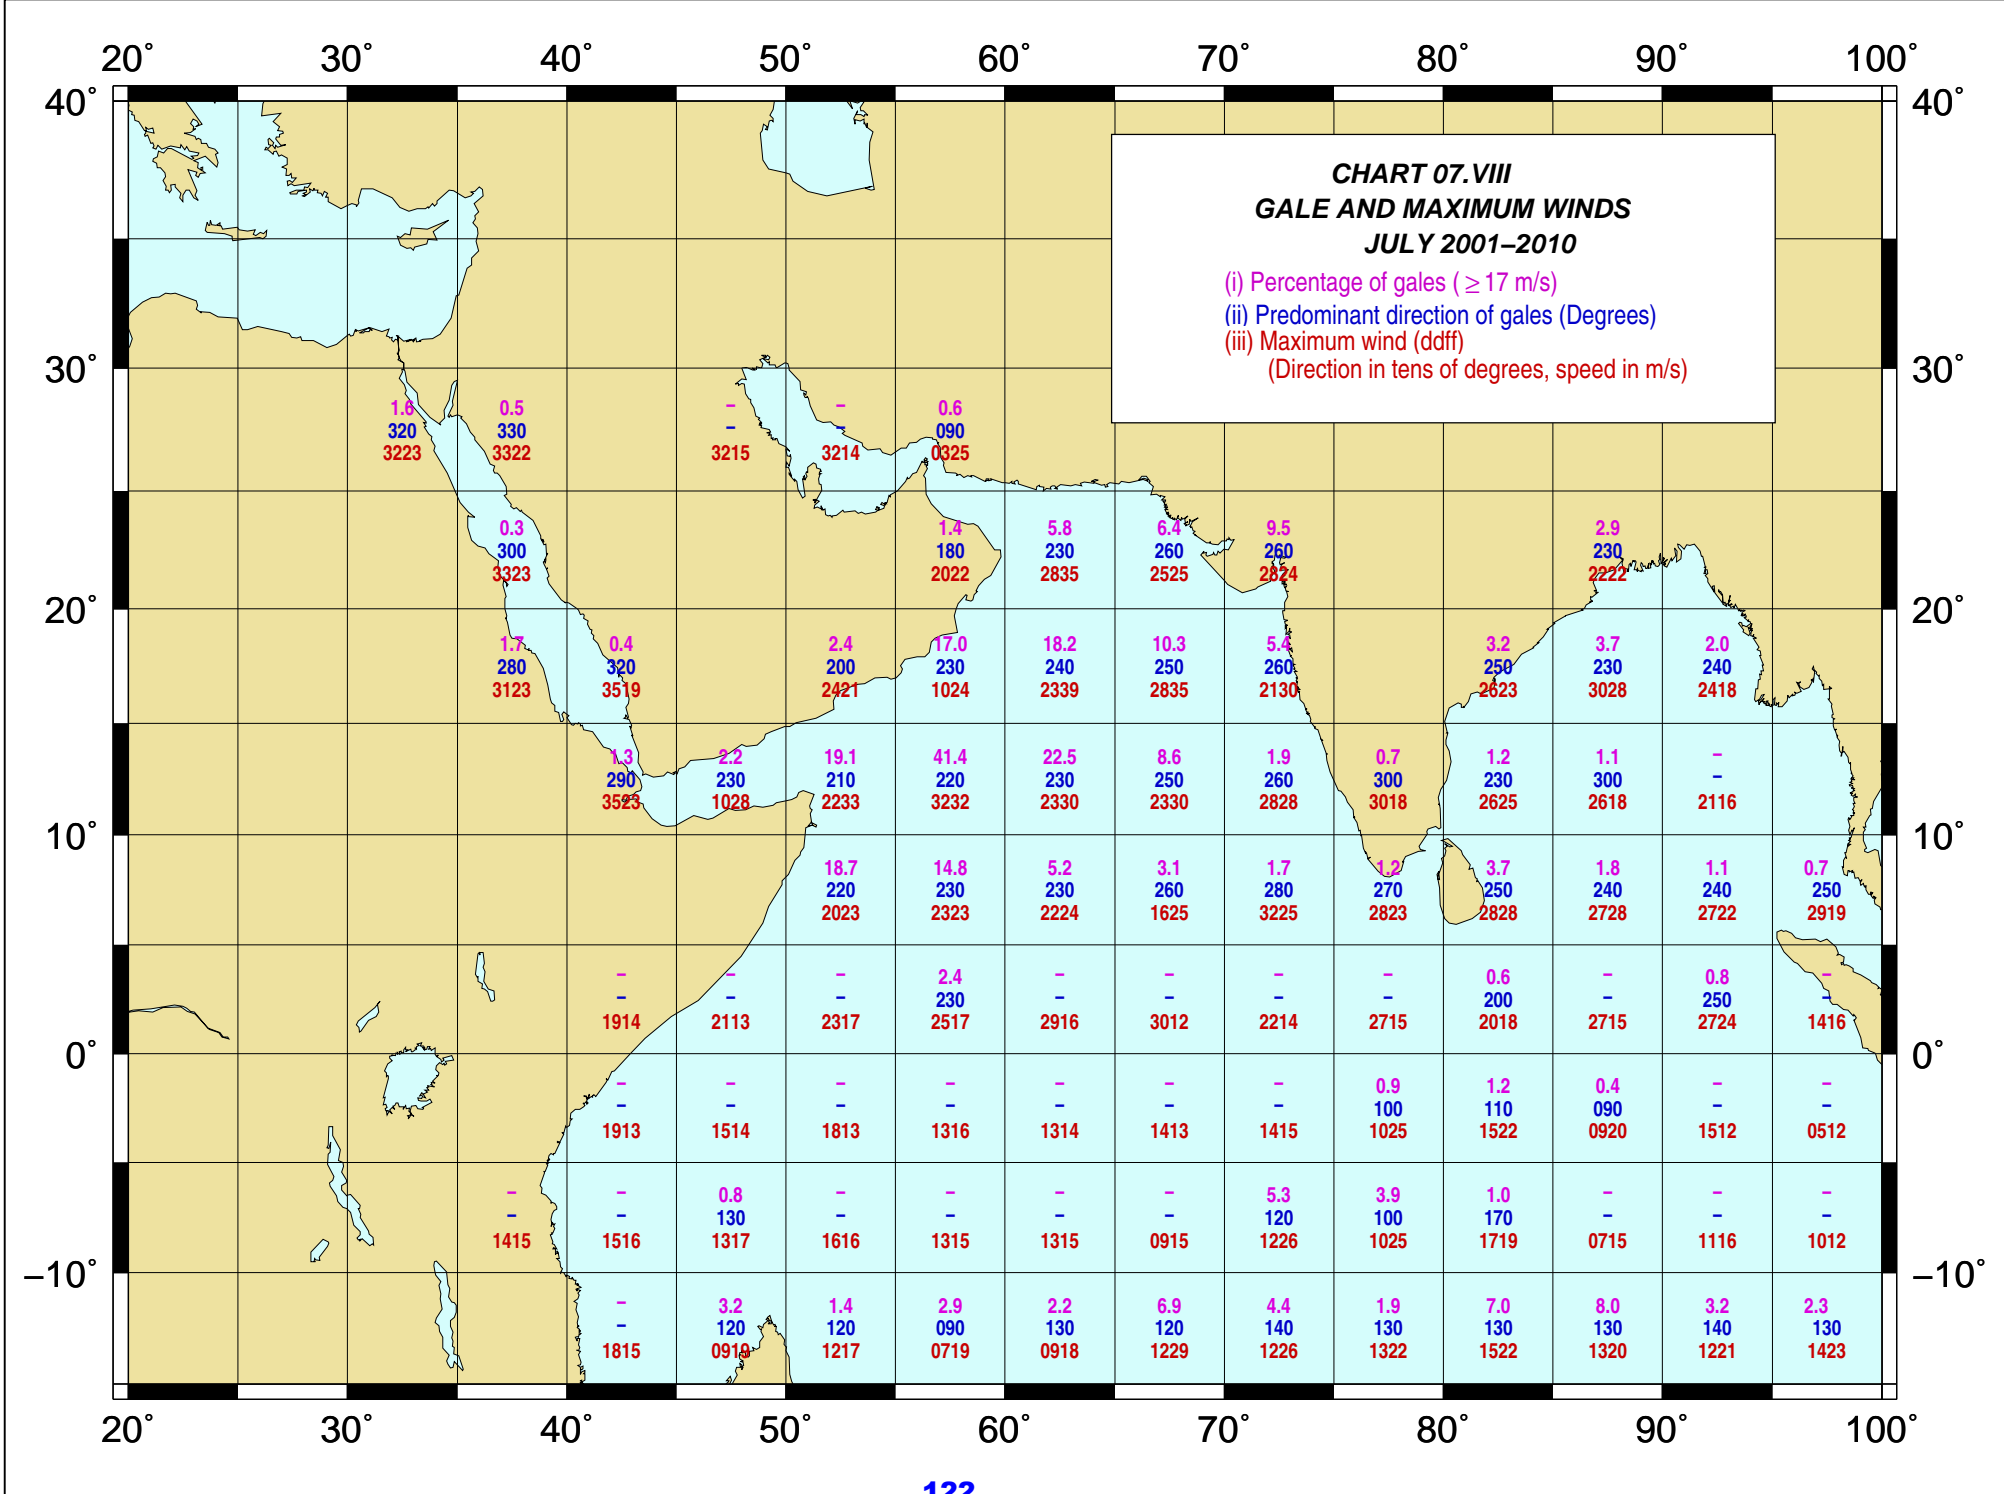 20° 30° 40° 50° 60° 70° 80° 90° 100°
40° 40°
CHART 07.VIII
GALE AND MAXIMUM WINDS
JULY 2001–2010
(i) Percentage of gales ( ≥ 17 m/s)
(ii) Predominant direction of gales (Degrees)
(iii) Maximum wind (ddff)
(Direction in tens of degrees, speed in m/s)
30° 30°
1.6 0.5 – – 0.6
320 330 – – 090
3223 3322 3215 3214 0325
0.3 1.4 5.8 6.4 9.5 2.9
300 180 230 260 260 230
3323 2022 2835 2525 2824 2222
20° 20°
1.7 0.4 2.4 17.0 18.2 10.3 5.4 3.2 3.7 2.0
280 320 200 230 240 250 260 250 230 240
3123 3519 2421 1024 2339 2835 2130 2623 3028 2418
1.3 2.2 19.1 41.4 22.5 8.6 1.9 0.7 1.2 1.1 –
290 230 210 220 230 250 260 300 230 300 –
3523 1028 2233 3232 2330 2330 2828 3018 2625 2618 2116
10° 10°
18.7 14.8 5.2 3.1 1.7 1.2 3.7 1.8 1.1 0.7
220 230 230 260 280 270 250 240 240 250
2023 2323 2224 1625 3225 2823 2828 2728 2722 2919
– – – 2.4 – – – – 0.6 – 0.8 –
– – – 230 – – – – 200 – 250 –
1914 2113 2317 2517 2916 3012 2214 2715 2018 2715 2724 1416
0° 0°
– – – – – – – 0.9 1.2 0.4 – –
– – – – – – – 100 110 090 – –
1913 1514 1813 1316 1314 1413 1415 1025 1522 0920 1512 0512
– – 0.8 – – – – 5.3 3.9 1.0 – – –
– – 130 – – – – 120 100 170 – – –
1415 1516 1317 1616 1315 1315 0915 1226 1025 1719 0715 1116 1012
–10° –10°
– 3.2 1.4 2.9 2.2 6.9 4.4 1.9 7.0 8.0 3.2 2.3
– 120 120 090 130 120 140 130 130 130 140 130
1815 0919 1217 0719 0918 1229 1226 1322 1522 1320 1221 1423
20° 30° 40° 50° 60° 70° 80° 90° 100°
122